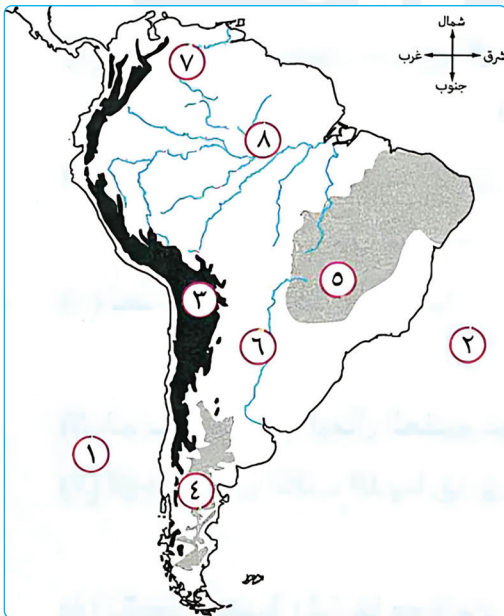 شمال
شرق
غرب
جنوب
٧
٨
٥
٣
٦
٢
١
٤